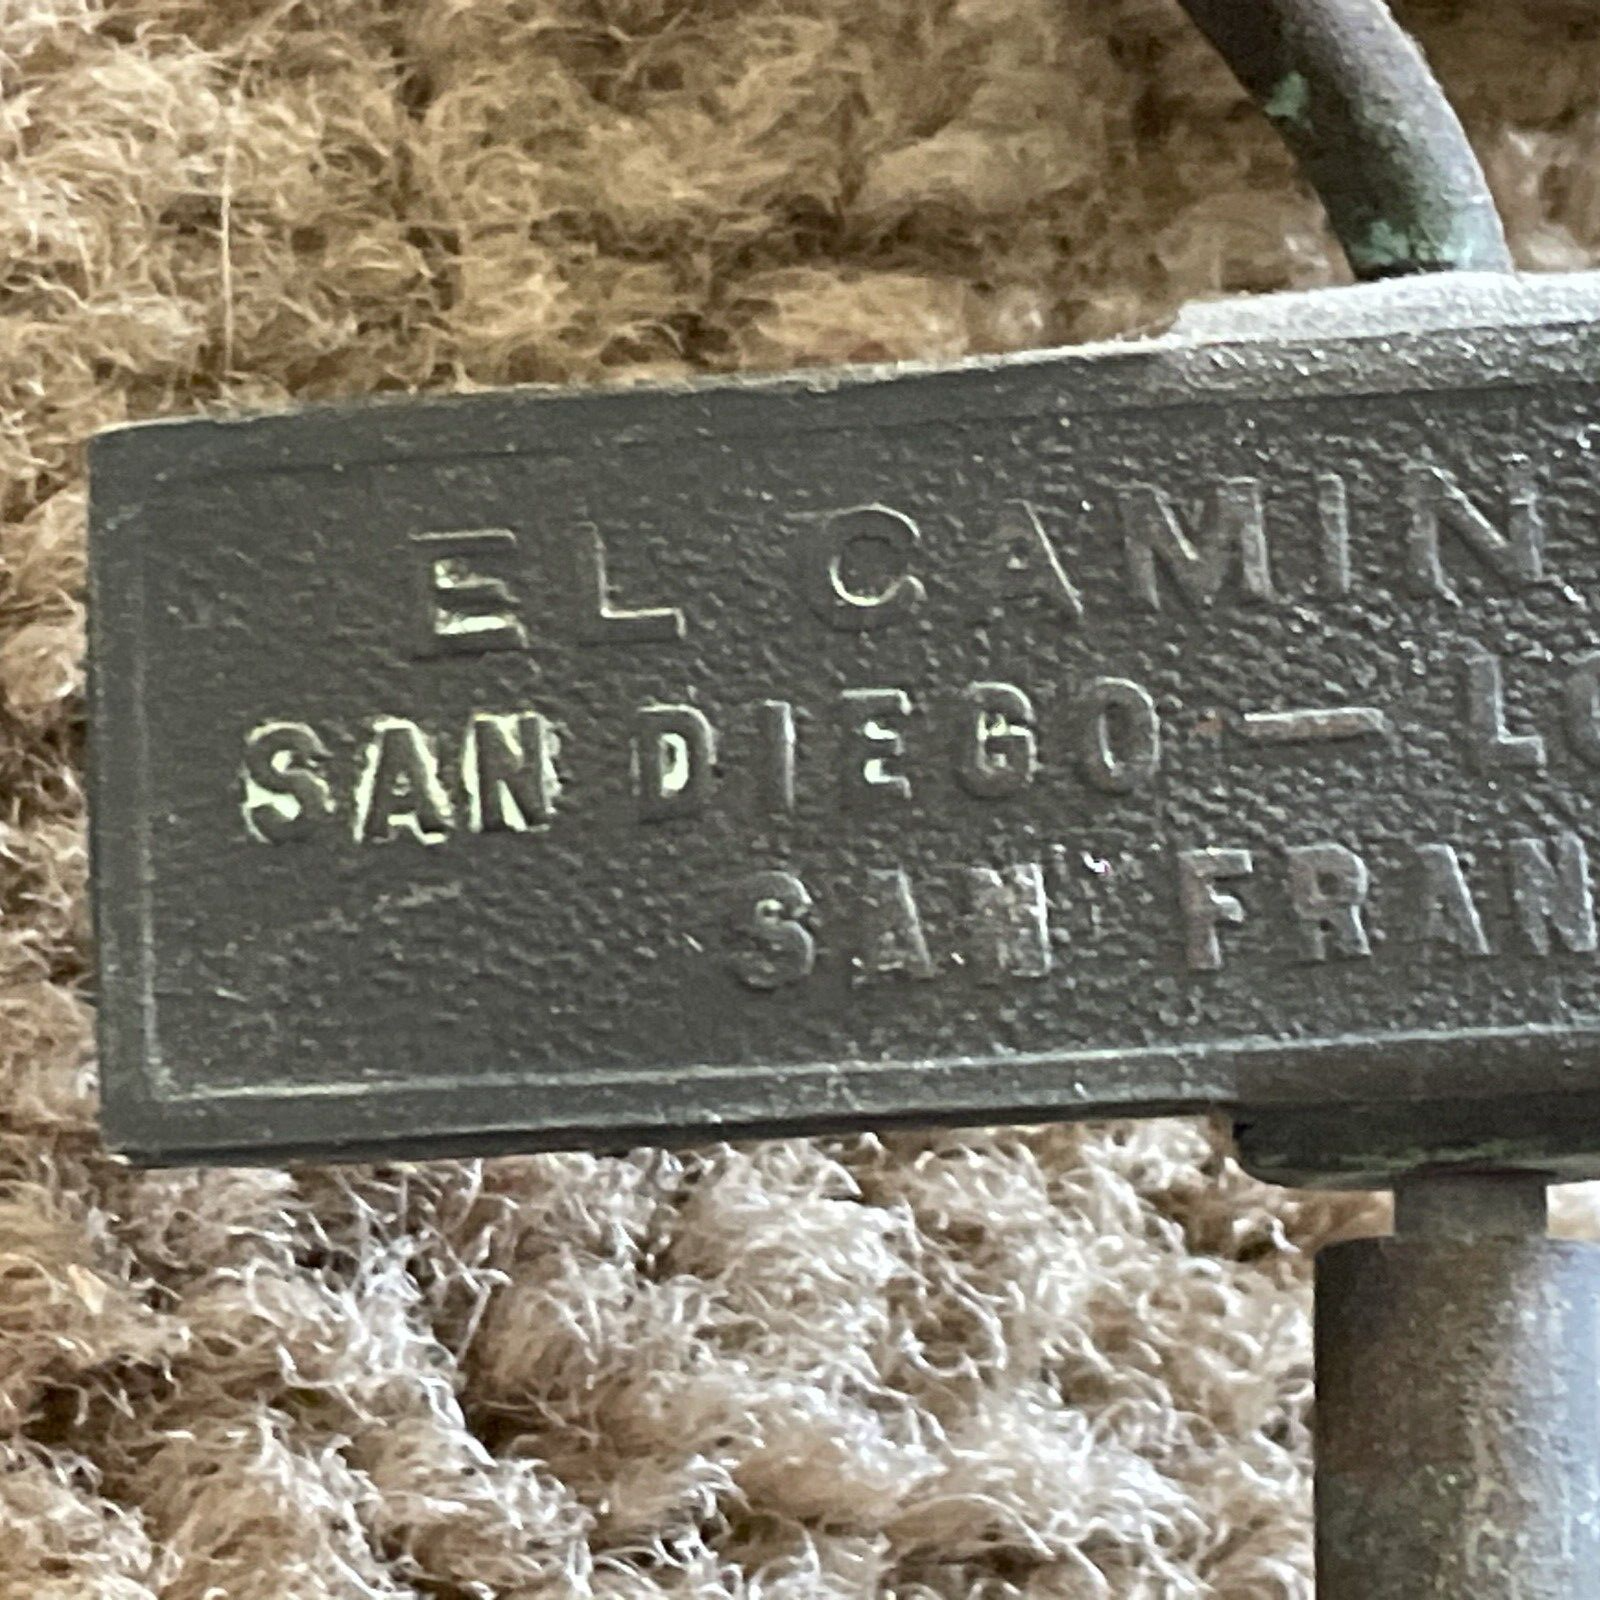 EL CAMIN
SAN DIEGO — LO
SAN FRAN